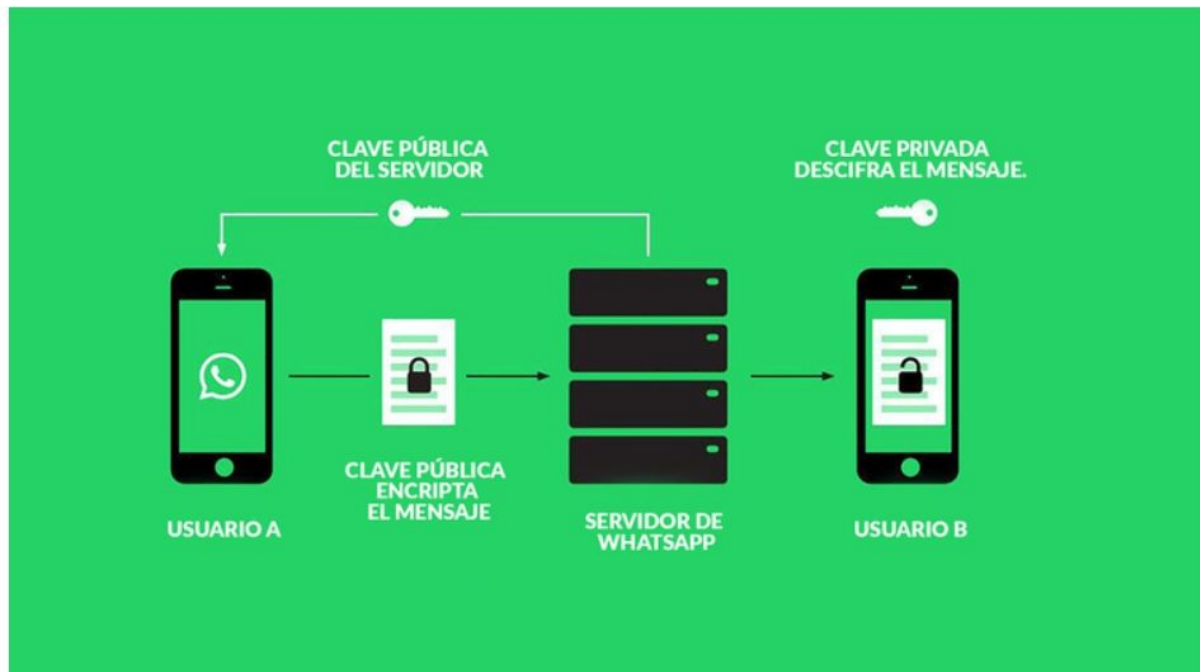 CLAVE PÚBLICA
DEL SERVIDOR
CLAVE PRIVADA
DESCIFRA EL MENSAJE.
CLAVE PÚBLICA
ENCRIPTA
EL MENSAJE
USUARIO A
SERVIDOR DE
WHATSAPP
USUARIO B